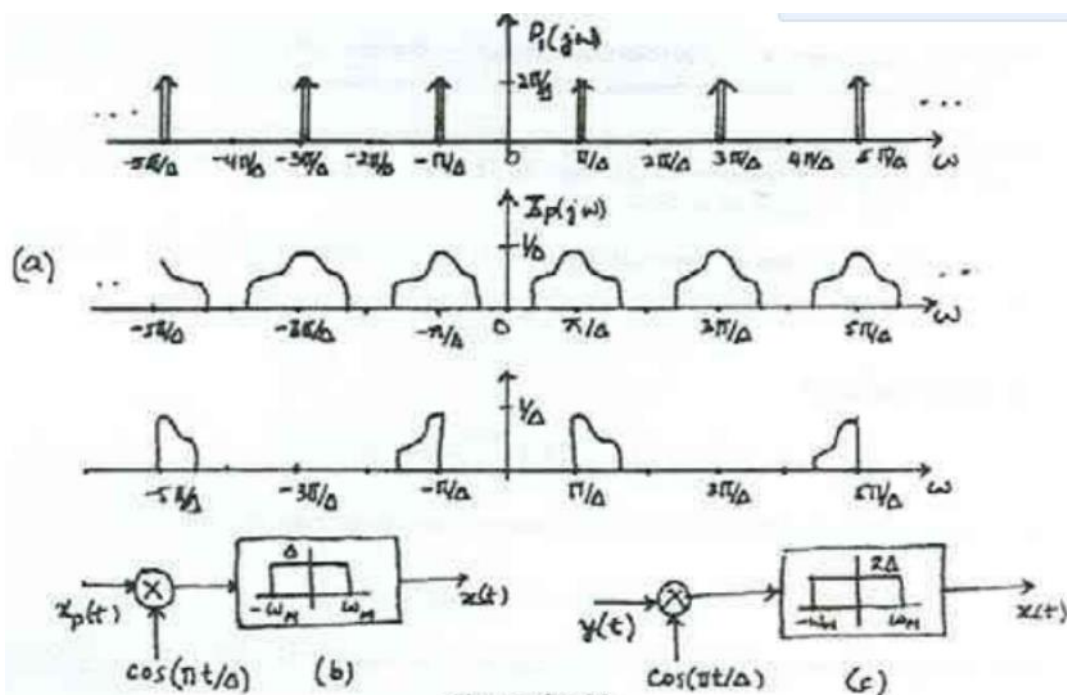 P₁(jω)
2π/Δ
... ...
-5π/Δ -4π/Δ -3π/Δ -2π/Δ -π/Δ 0 π/Δ 2π/Δ 3π/Δ 4π/Δ 5π/Δ ω
Xp(jω)
(a) 1/Δ
... ...
-5π/Δ -3π/Δ -π/Δ 0 π/Δ 3π/Δ 5π/Δ ω
1/Δ
-5π/Δ -3π/Δ -π/Δ π/Δ 3π/Δ 5π/Δ ω
Δ 2Δ
xp(t) × -ωM ωM x(t) y(t) × -ωM ωM x(t)
cos(πt/Δ) (b) cos(πt/Δ) (c)